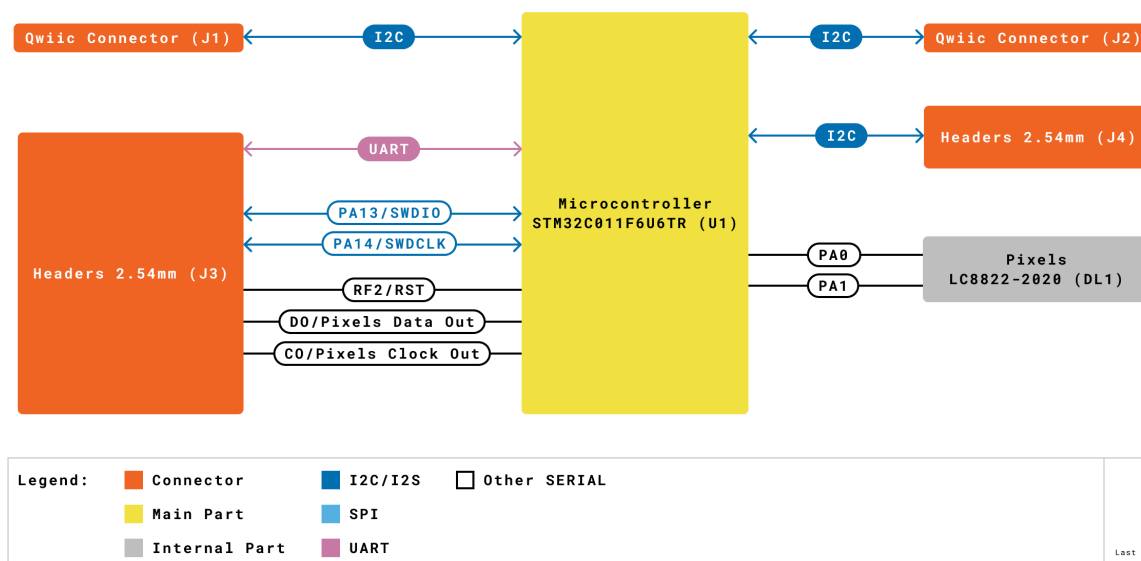 Qwiic Connector (J1)
I2C
I2C
Qwiic Connector (J2)
I2C
Headers 2.54mm (J4)
UART
Microcontroller
STM32C011F6U6TR (U1)
PA13/SWDIO
PA14/SWDCLK
Headers 2.54mm (J3)
RF2/RST
DO/Pixels Data Out
CO/Pixels Clock Out
PA0
PA1
Pixels
LC8822-2020 (DL1)
Legend:
Connector
I2C/I2S
Other SERIAL
Main Part
SPI
Internal Part
UART
Last